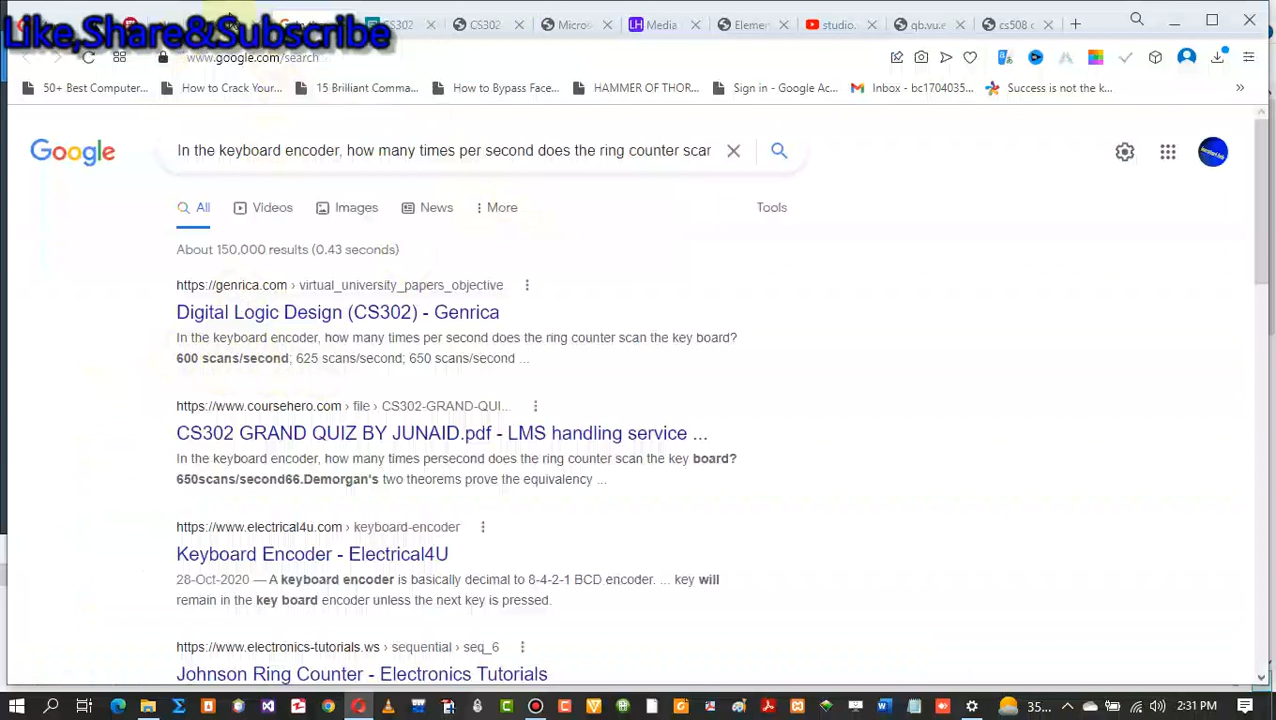 Like,Share&Subscribe
CS302
CS302
Micros
LH Media
Elemen
studio.
qb.vu.e
cs508 c
www.google.com/search
50+ Best Computer...
How to Crack Your...
15 Brilliant Comma...
How to Bypass Face...
HAMMER OF THOR...
Sign in - Google Ac...
Inbox - bc1704035...
Success is not the k...
Google
In the keyboard encoder, how many times per second does the ring counter scan
All
Videos
Images
News
More
Tools
About 150,000 results (0.43 seconds)
https://genrica.com › virtual_university_papers_objective
Digital Logic Design (CS302) - Genrica
In the keyboard encoder, how many times per second does the ring counter scan the key board?
600 scans/second; 625 scans/second; 650 scans/second ...
https://www.coursehero.com › file › CS302-GRAND-QUI...
CS302 GRAND QUIZ BY JUNAID.pdf - LMS handling service ...
In the keyboard encoder, how many times persecond does the ring counter scan the key board?
650scans/second66.Demorgan's two theorems prove the equivalency ...
https://www.electrical4u.com › keyboard-encoder
Keyboard Encoder - Electrical4U
28-Oct-2020 — A keyboard encoder is basically decimal to 8-4-2-1 BCD encoder. ... key will
remain in the key board encoder unless the next key is pressed.
https://www.electronics-tutorials.ws › sequential › seq_6
Johnson Ring Counter - Electronics Tutorials
35...
2:31 PM